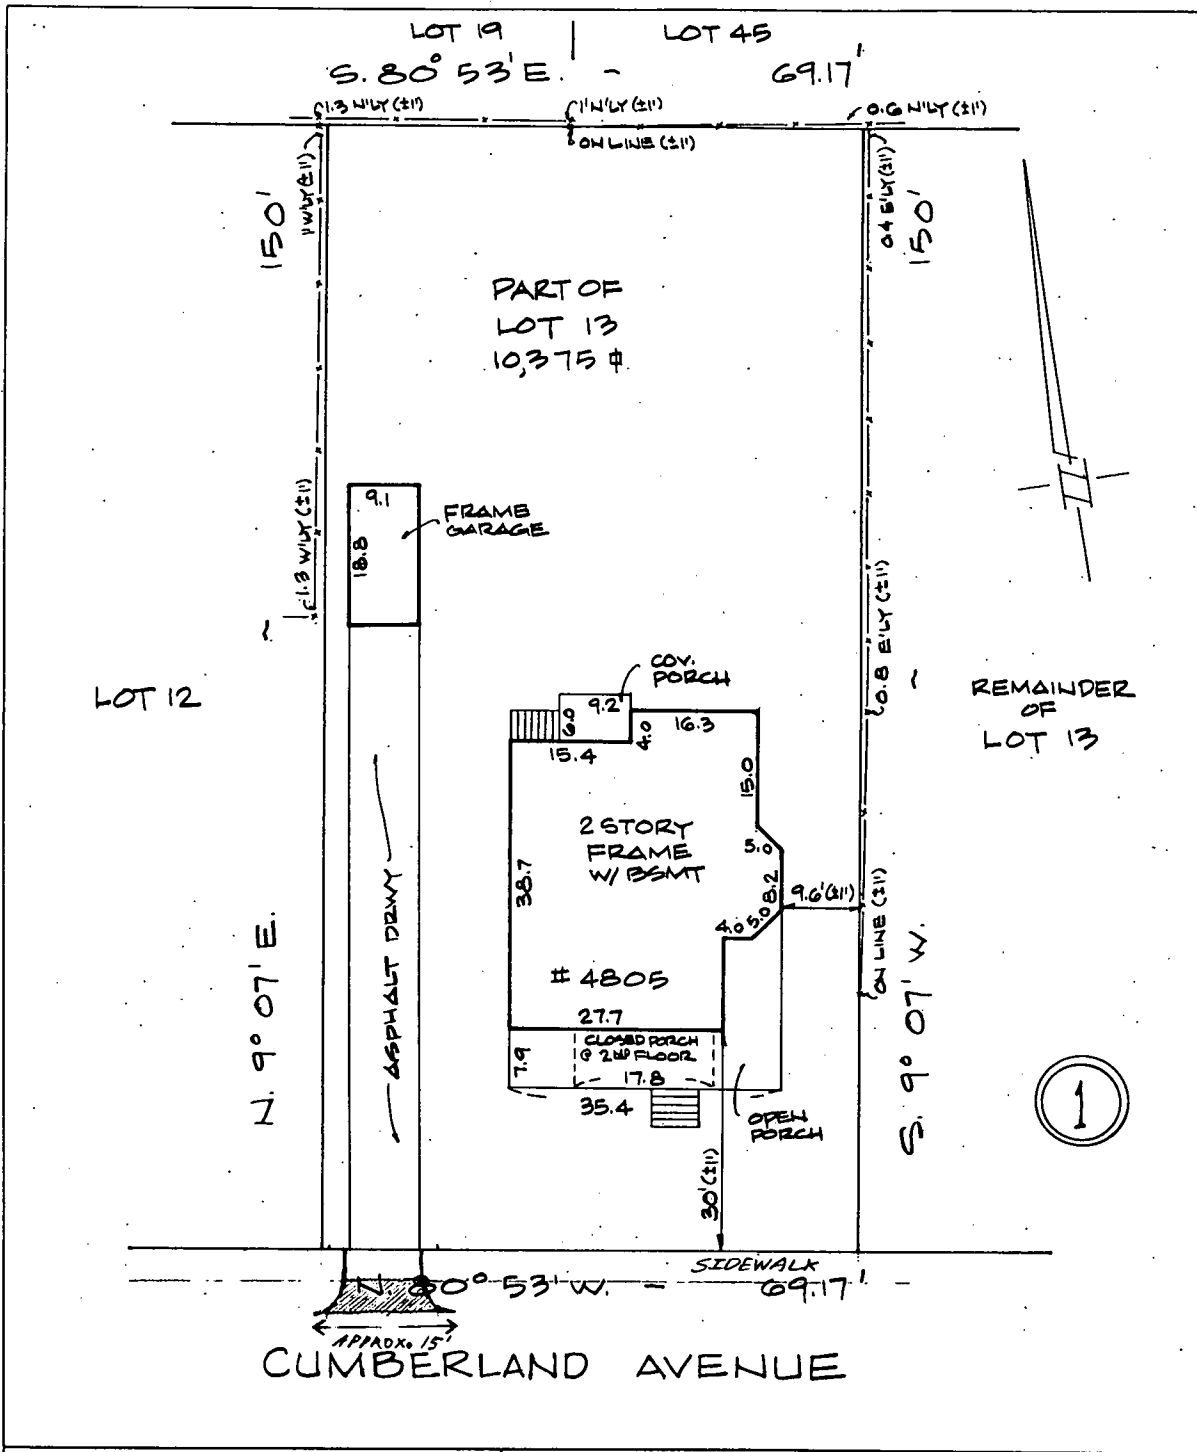 LOT 19 | LOT 45
S. 80° 53' E. - 69.17'
1.3 N'LY (±1')
1' N'LY (±1')
0.6 N'LY (±1')
ON LINE (±1')
1' W'LY (±1')
0.4 E'LY (±1')
150'
150'
PART OF
LOT 13
10,375 ⏍
9.1
18.8
FRAME
GARAGE
1.3 W'LY (±1')
0.8 E'LY (±1')
LOT 12
COV.
PORCH
9.2
6.0
4.0
16.3
15.4
15.0
REMAINDER
OF
LOT 13
2 STORY
FRAME
W/ BSMT
5.0
8.2
9.6' (±1')
5.0
4.0
38.7
ON LINE (±1')
ASPHALT DRWY
# 4805
27.7
CLOSED PORCH
@ 2ND FLOOR
17.8
7.9
35.4
OPEN
PORCH
N. 9° 07' E.
S. 9° 07' W.
1
30' (±1')
SIDEWALK
N. 80° 53' W. - 69.17'
APPROX. 15'
CUMBERLAND AVENUE